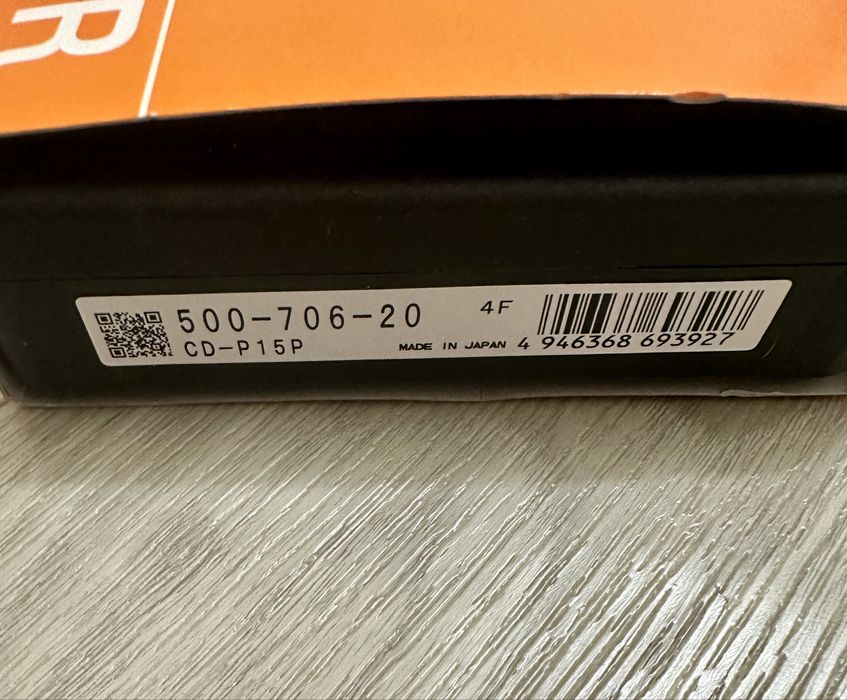 R
500-706-20 4F
CD-P15P MADE IN JAPAN 4 946368 693927